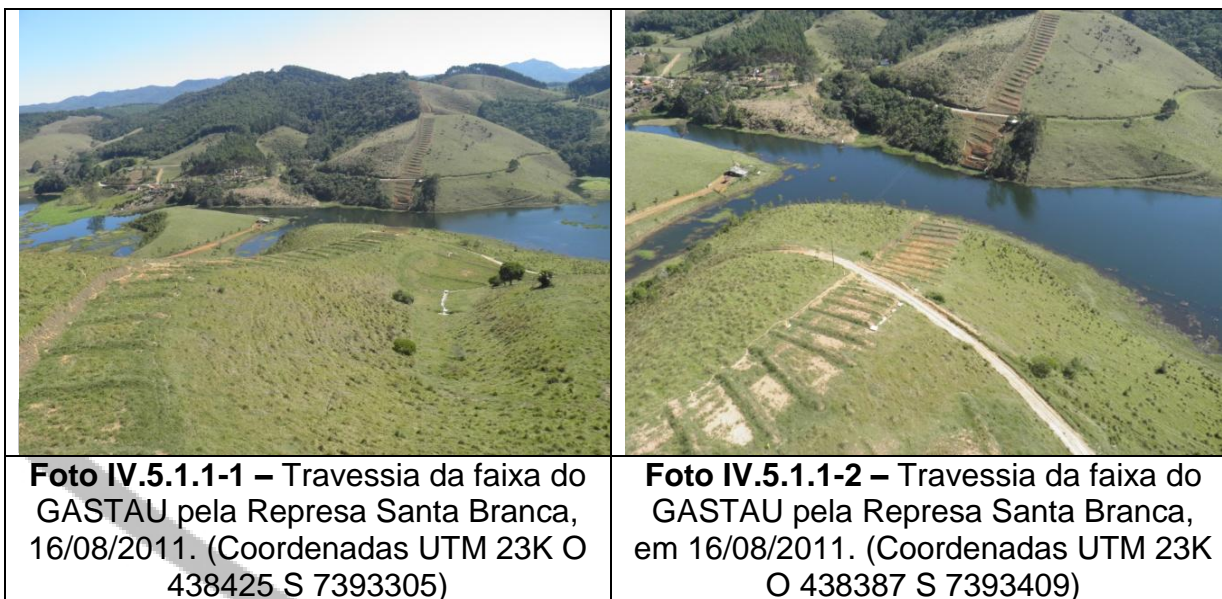 Foto IV.5.1.1-1 – Travessia da faixa do
GASTAU pela Represa Santa Branca,
16/08/2011. (Coordenadas UTM 23K O
438425 S 7393305)
Foto IV.5.1.1-2 – Travessia da faixa do
GASTAU pela Represa Santa Branca,
em 16/08/2011. (Coordenadas UTM 23K
O 438387 S 7393409)